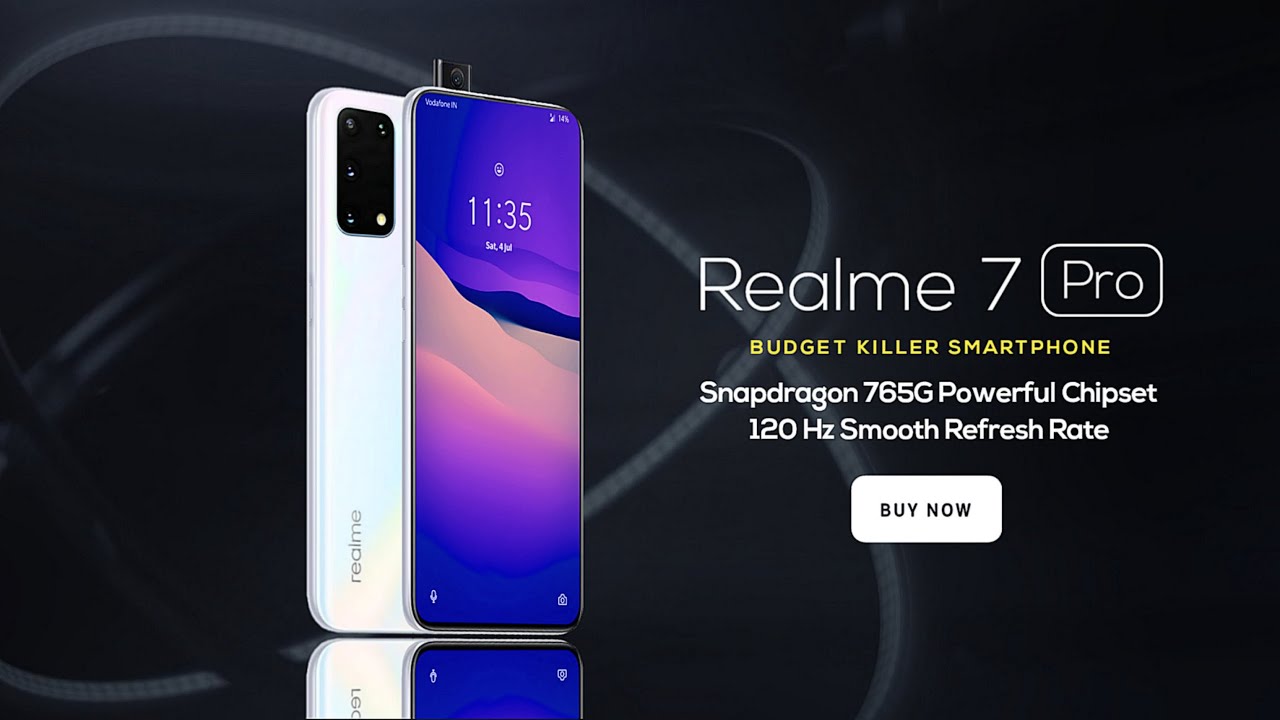 Vodafone IN
14%
11:35
Sat, 4 Jul
realme
Realme 7 Pro
BUDGET KILLER SMARTPHONE
Snapdragon 765G Powerful Chipset
120 Hz Smooth Refresh Rate
BUY NOW